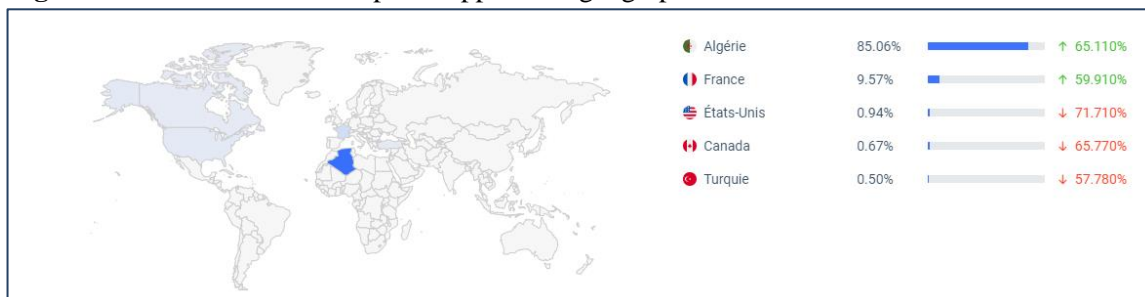 Algérie 85.06% ↑ 65.110%
France 9.57% ↑ 59.910%
États-Unis 0.94% ↓ 71.710%
Canada 0.67% ↓ 65.770%
Turquie 0.50% ↓ 57.780%